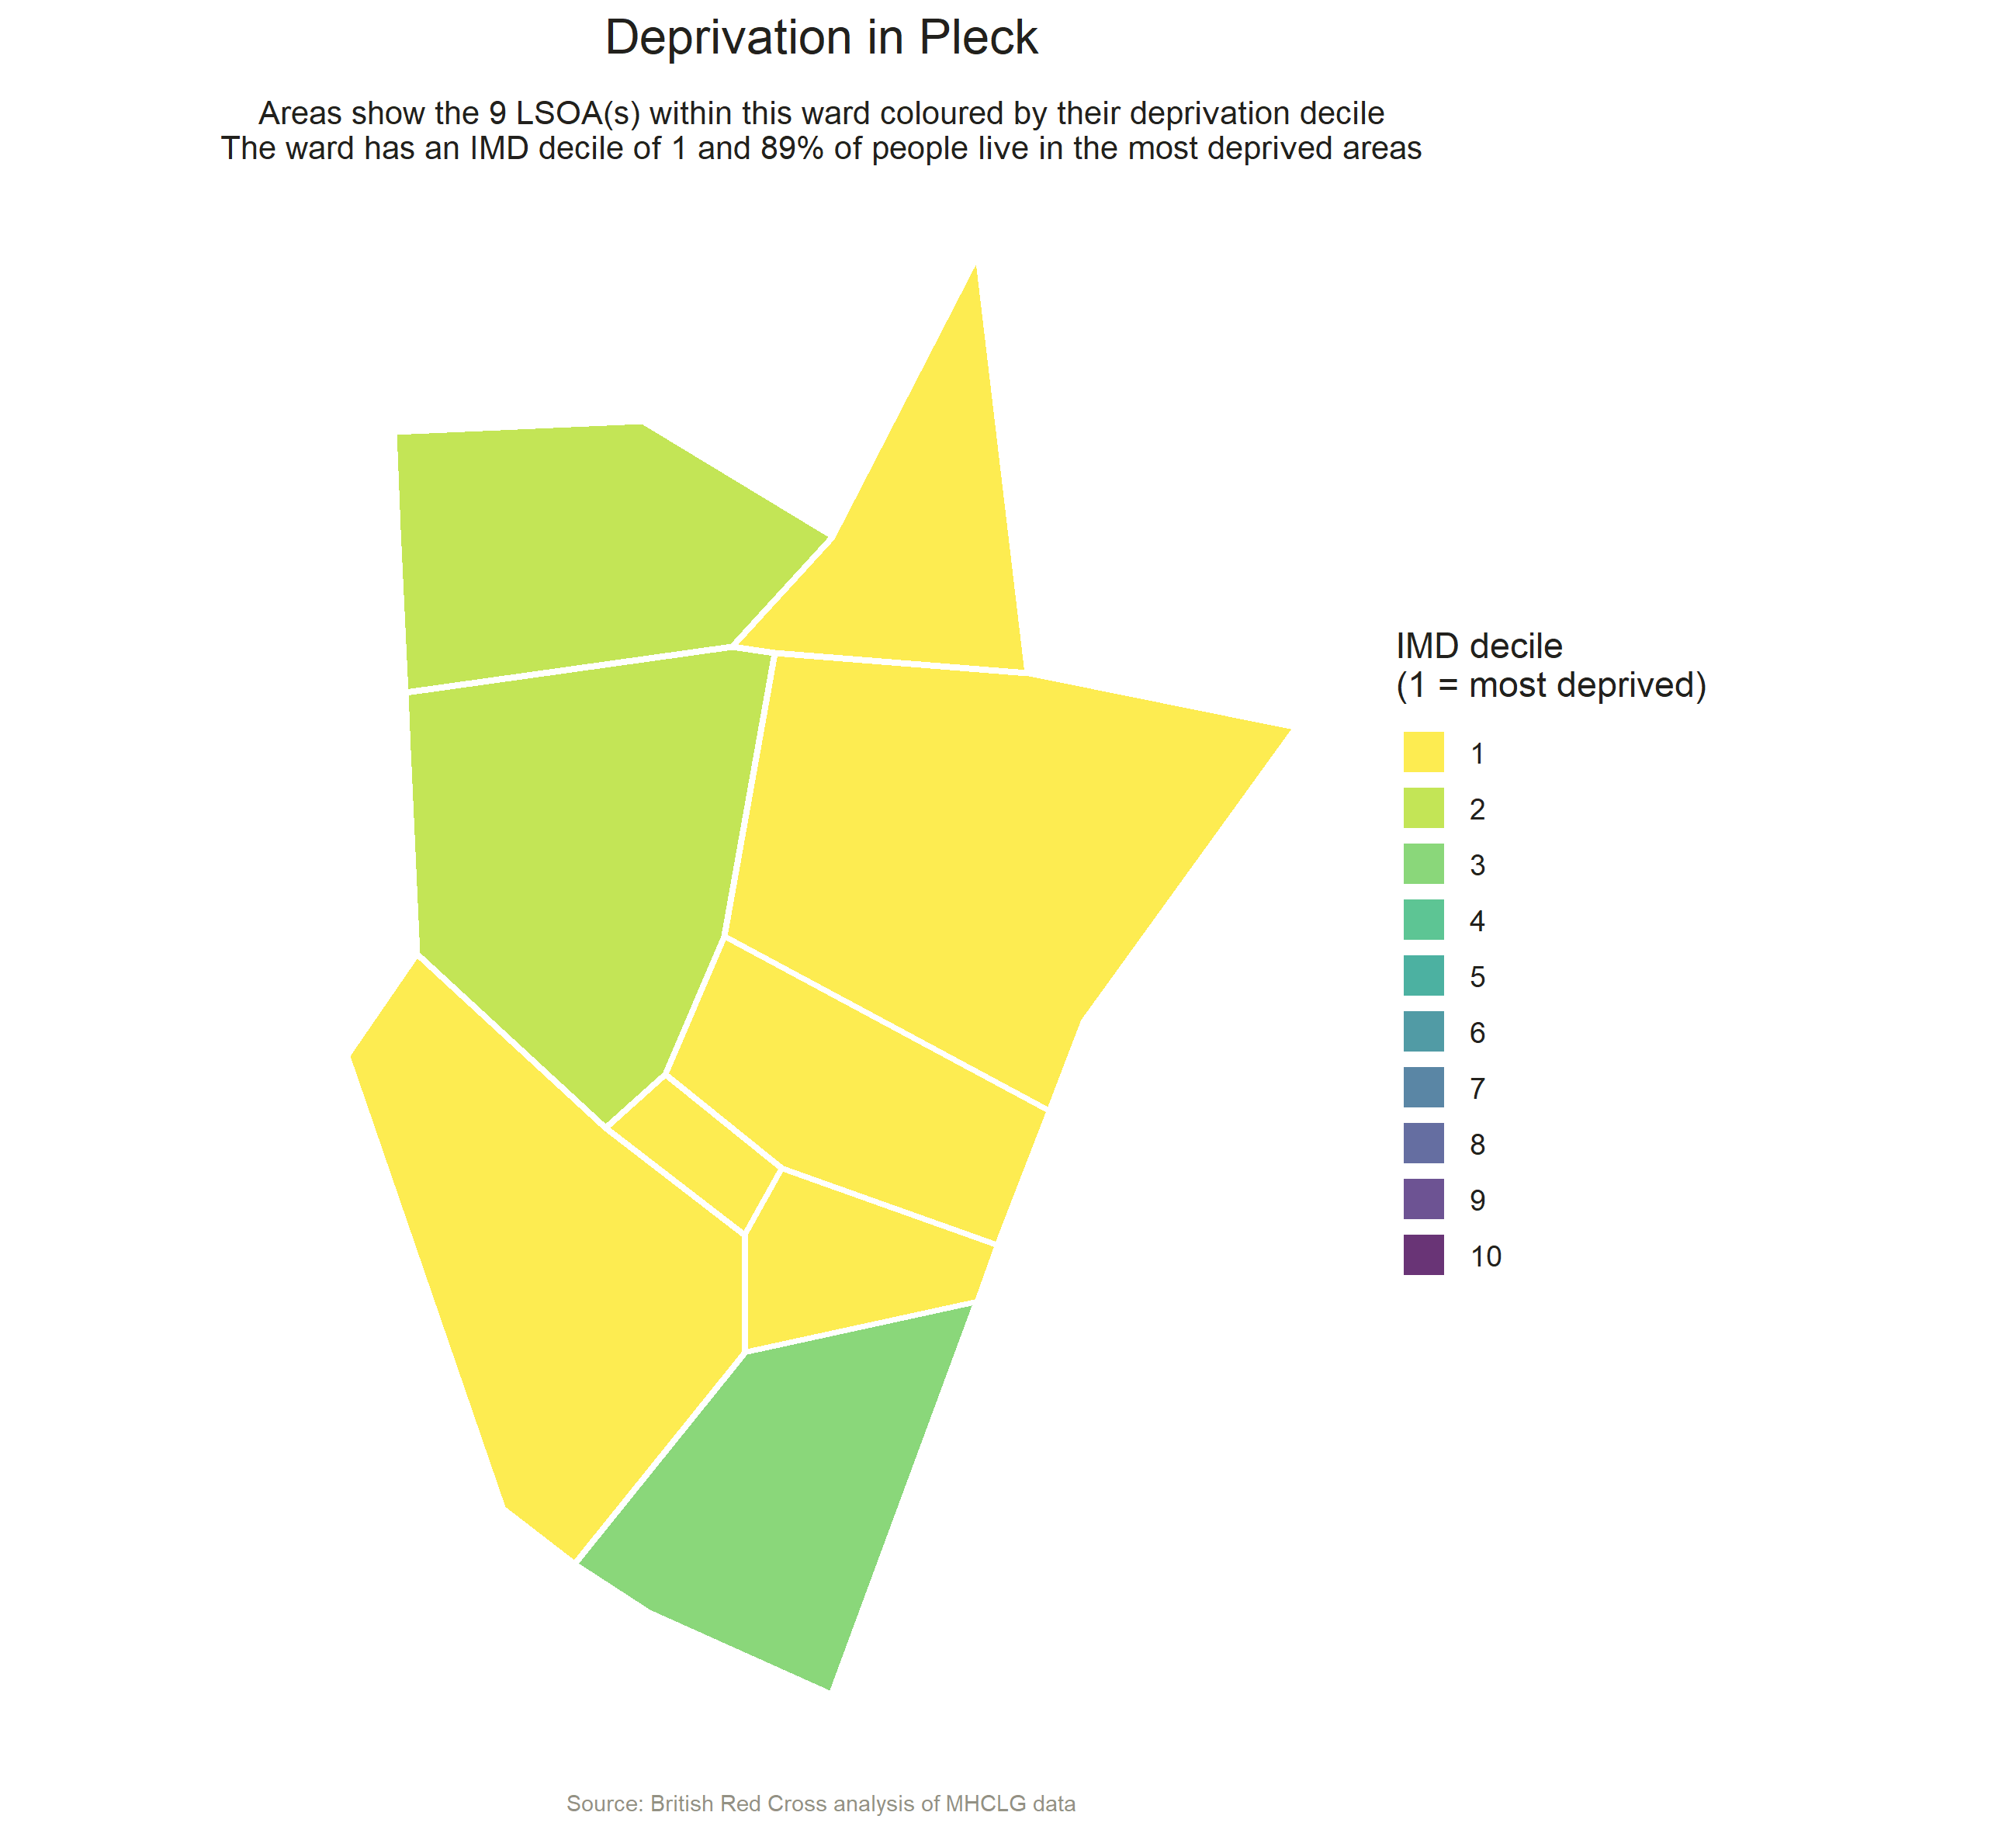 Deprivation in Pleck
Areas show the 9 LSOA(s) within this ward coloured by their deprivation decile
The ward has an IMD decile of 1 and 89% of people live in the most deprived areas
IMD decile
(1 = most deprived)
1
2
3
4
5
6
7
8
9
10
Source: British Red Cross analysis of MHCLG data